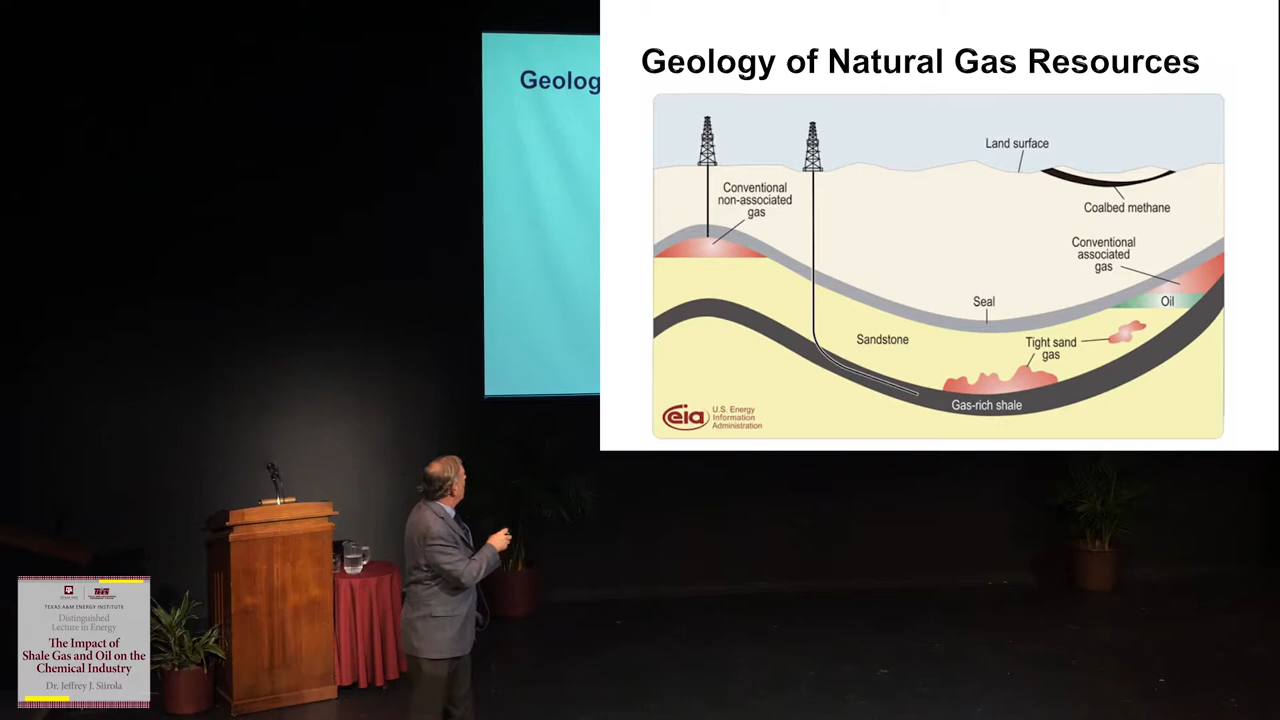 Geology of Natural Gas Resources
Geolog
Land surface
Conventional
non-associated
gas
Coalbed methane
Conventional
associated
gas
Seal
Oil
Sandstone
Tight sand
gas
Gas-rich shale
eia
U.S. Energy
Information
Administration
TEXAS A&M ENERGY INSTITUTE
Distinguished
Lecture in Energy
The Impact of
Shale Gas and Oil on the
Chemical Industry
Dr. Jeffrey J. Siirola